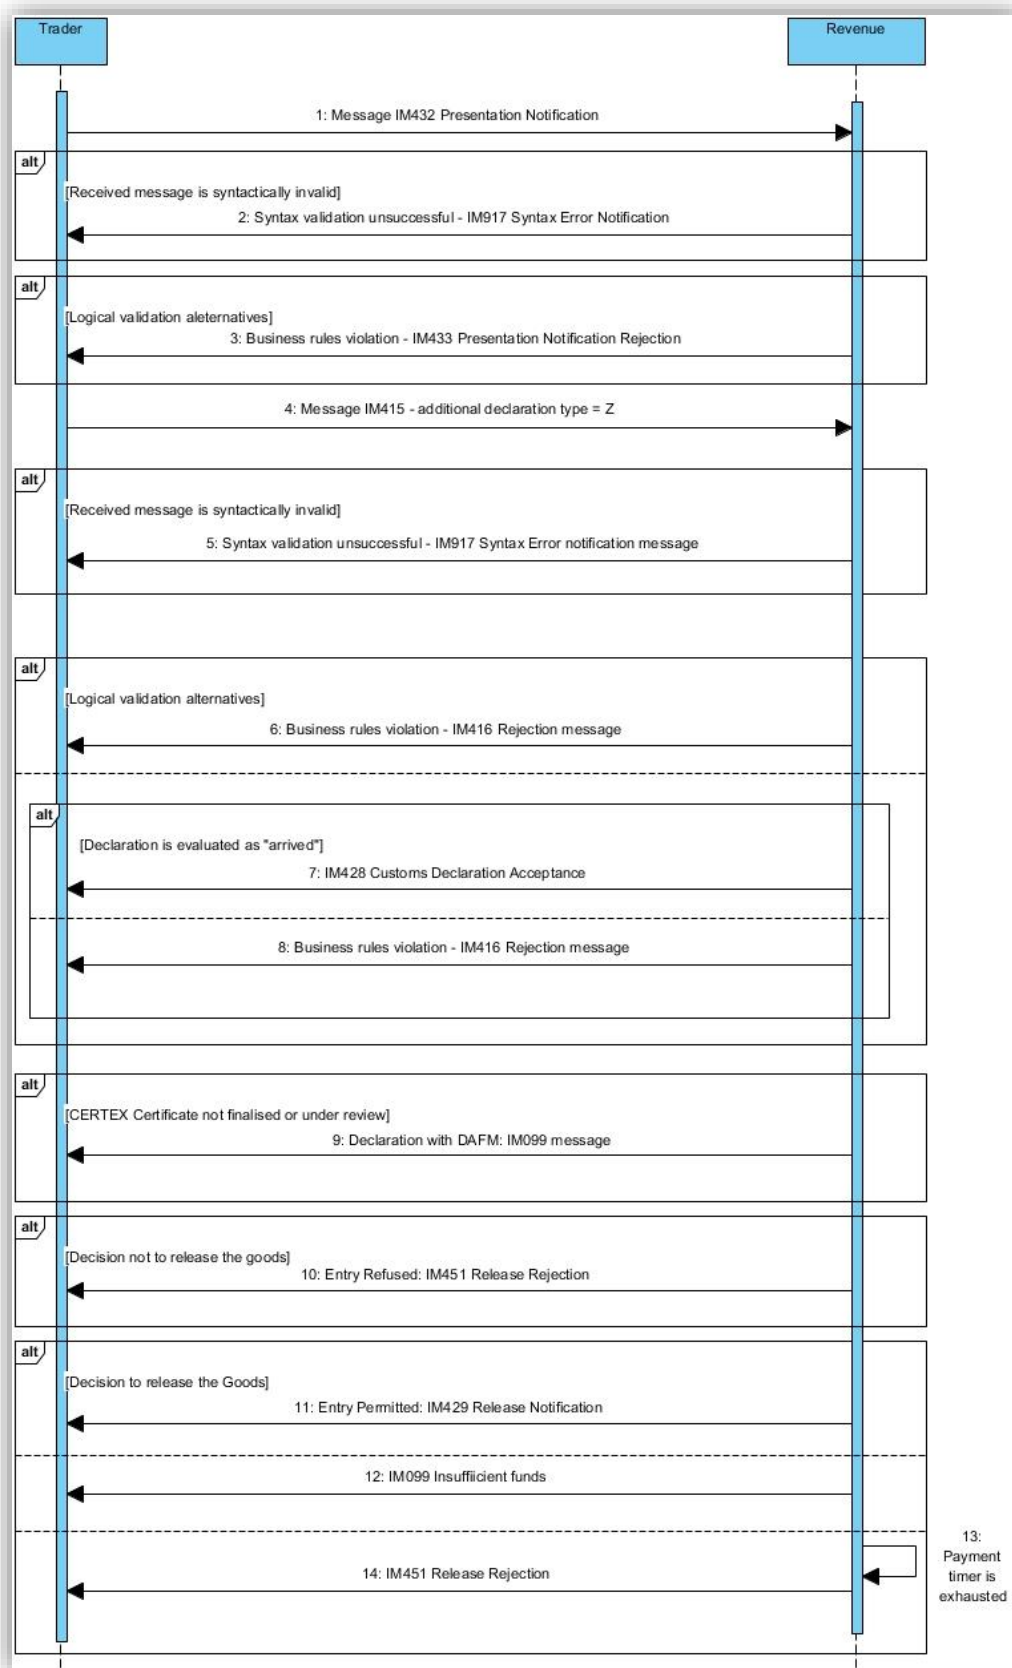 Trader
Revenue
1: Message IM432 Presentation Notification
alt
[Received message is syntactically invalid]
2: Syntax validation unsuccessful - IM917 Syntax Error Notification
alt
[Logical validation aleternatives]
3: Business rules violation - IM433 Presentation Notification Rejection
4: Message IM415 - additional declaration type = Z
alt
[Received message is syntactically invalid]
5: Syntax validation unsuccessful - IM917 Syntax Error notification message
alt
[Logical validation alternatives]
6: Business rules violation - IM416 Rejection message
alt
[Declaration is evaluated as "arrived"]
7: IM428 Customs Declaration Acceptance
8: Business rules violation - IM416 Rejection message
alt
[CERTEX Certificate not finalised or under review]
9: Declaration with DAFM: IM099 message
alt
[Decision not to release the goods]
10: Entry Refused: IM451 Release Rejection
alt
[Decision to release the Goods]
11: Entry Permitted: IM429 Release Notification
12: IM099 Insuffiicient funds
13:
Payment
timer is
exhausted
14: IM451 Release Rejection